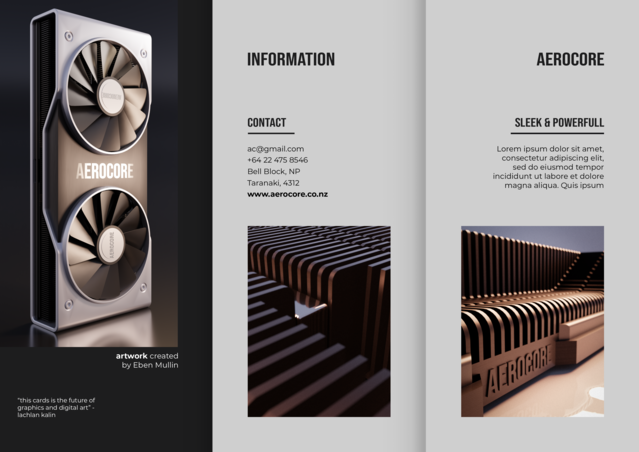 AEROCORE
artwork created
by Eben Mullin
"this cards is the future of
graphics and digital art" -
lachlan kalin
INFORMATION
CONTACT
ac@gmail.com
+64 22 475 8546
Bell Block, NP
Taranaki, 4312
www.aerocore.co.nz
AEROCORE
SLEEK & POWERFULL
Lorem ipsum dolor sit amet,
consectetur adipiscing elit,
sed do eiusmod tempor
incididunt ut labore et dolore
magna aliqua. Quis ipsum
AEROCORE